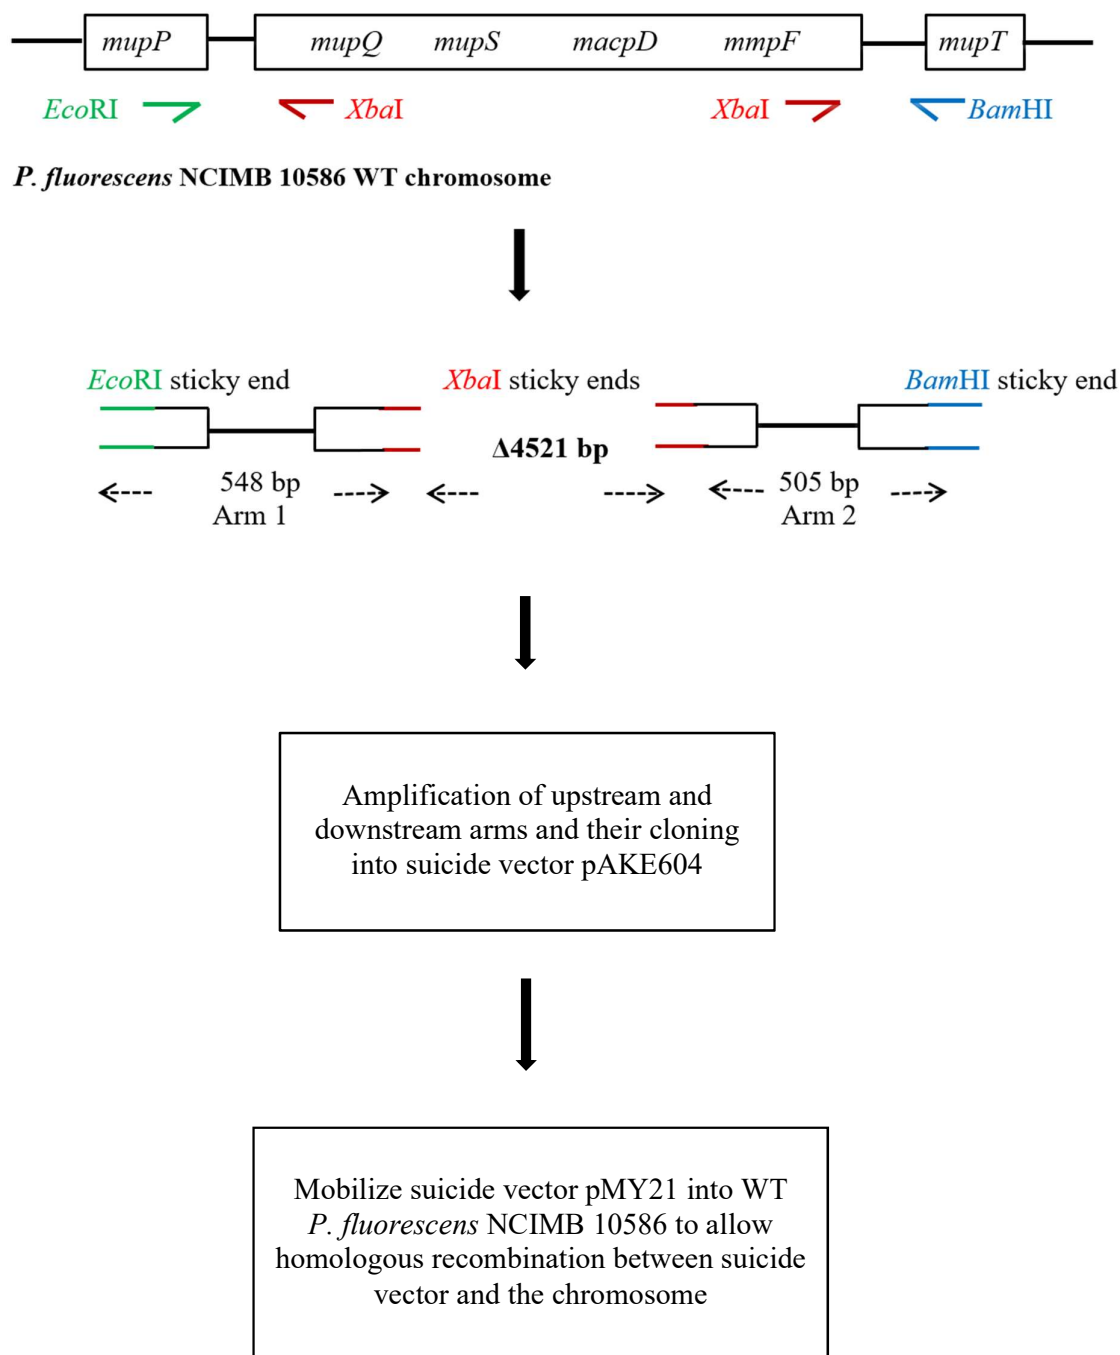 mupP mupQ mupS macpD mmpF mupT
EcoRI XbaI XbaI BamHI
P. fluorescens NCIMB 10586 WT chromosome
EcoRI sticky end XbaI sticky ends BamHI sticky end
Δ4521 bp
548 bp 505 bp
Arm 1 Arm 2
Amplification of upstream and
downstream arms and their cloning
into suicide vector pAKE604
Mobilize suicide vector pMY21 into WT
P. fluorescens NCIMB 10586 to allow
homologous recombination between suicide
vector and the chromosome